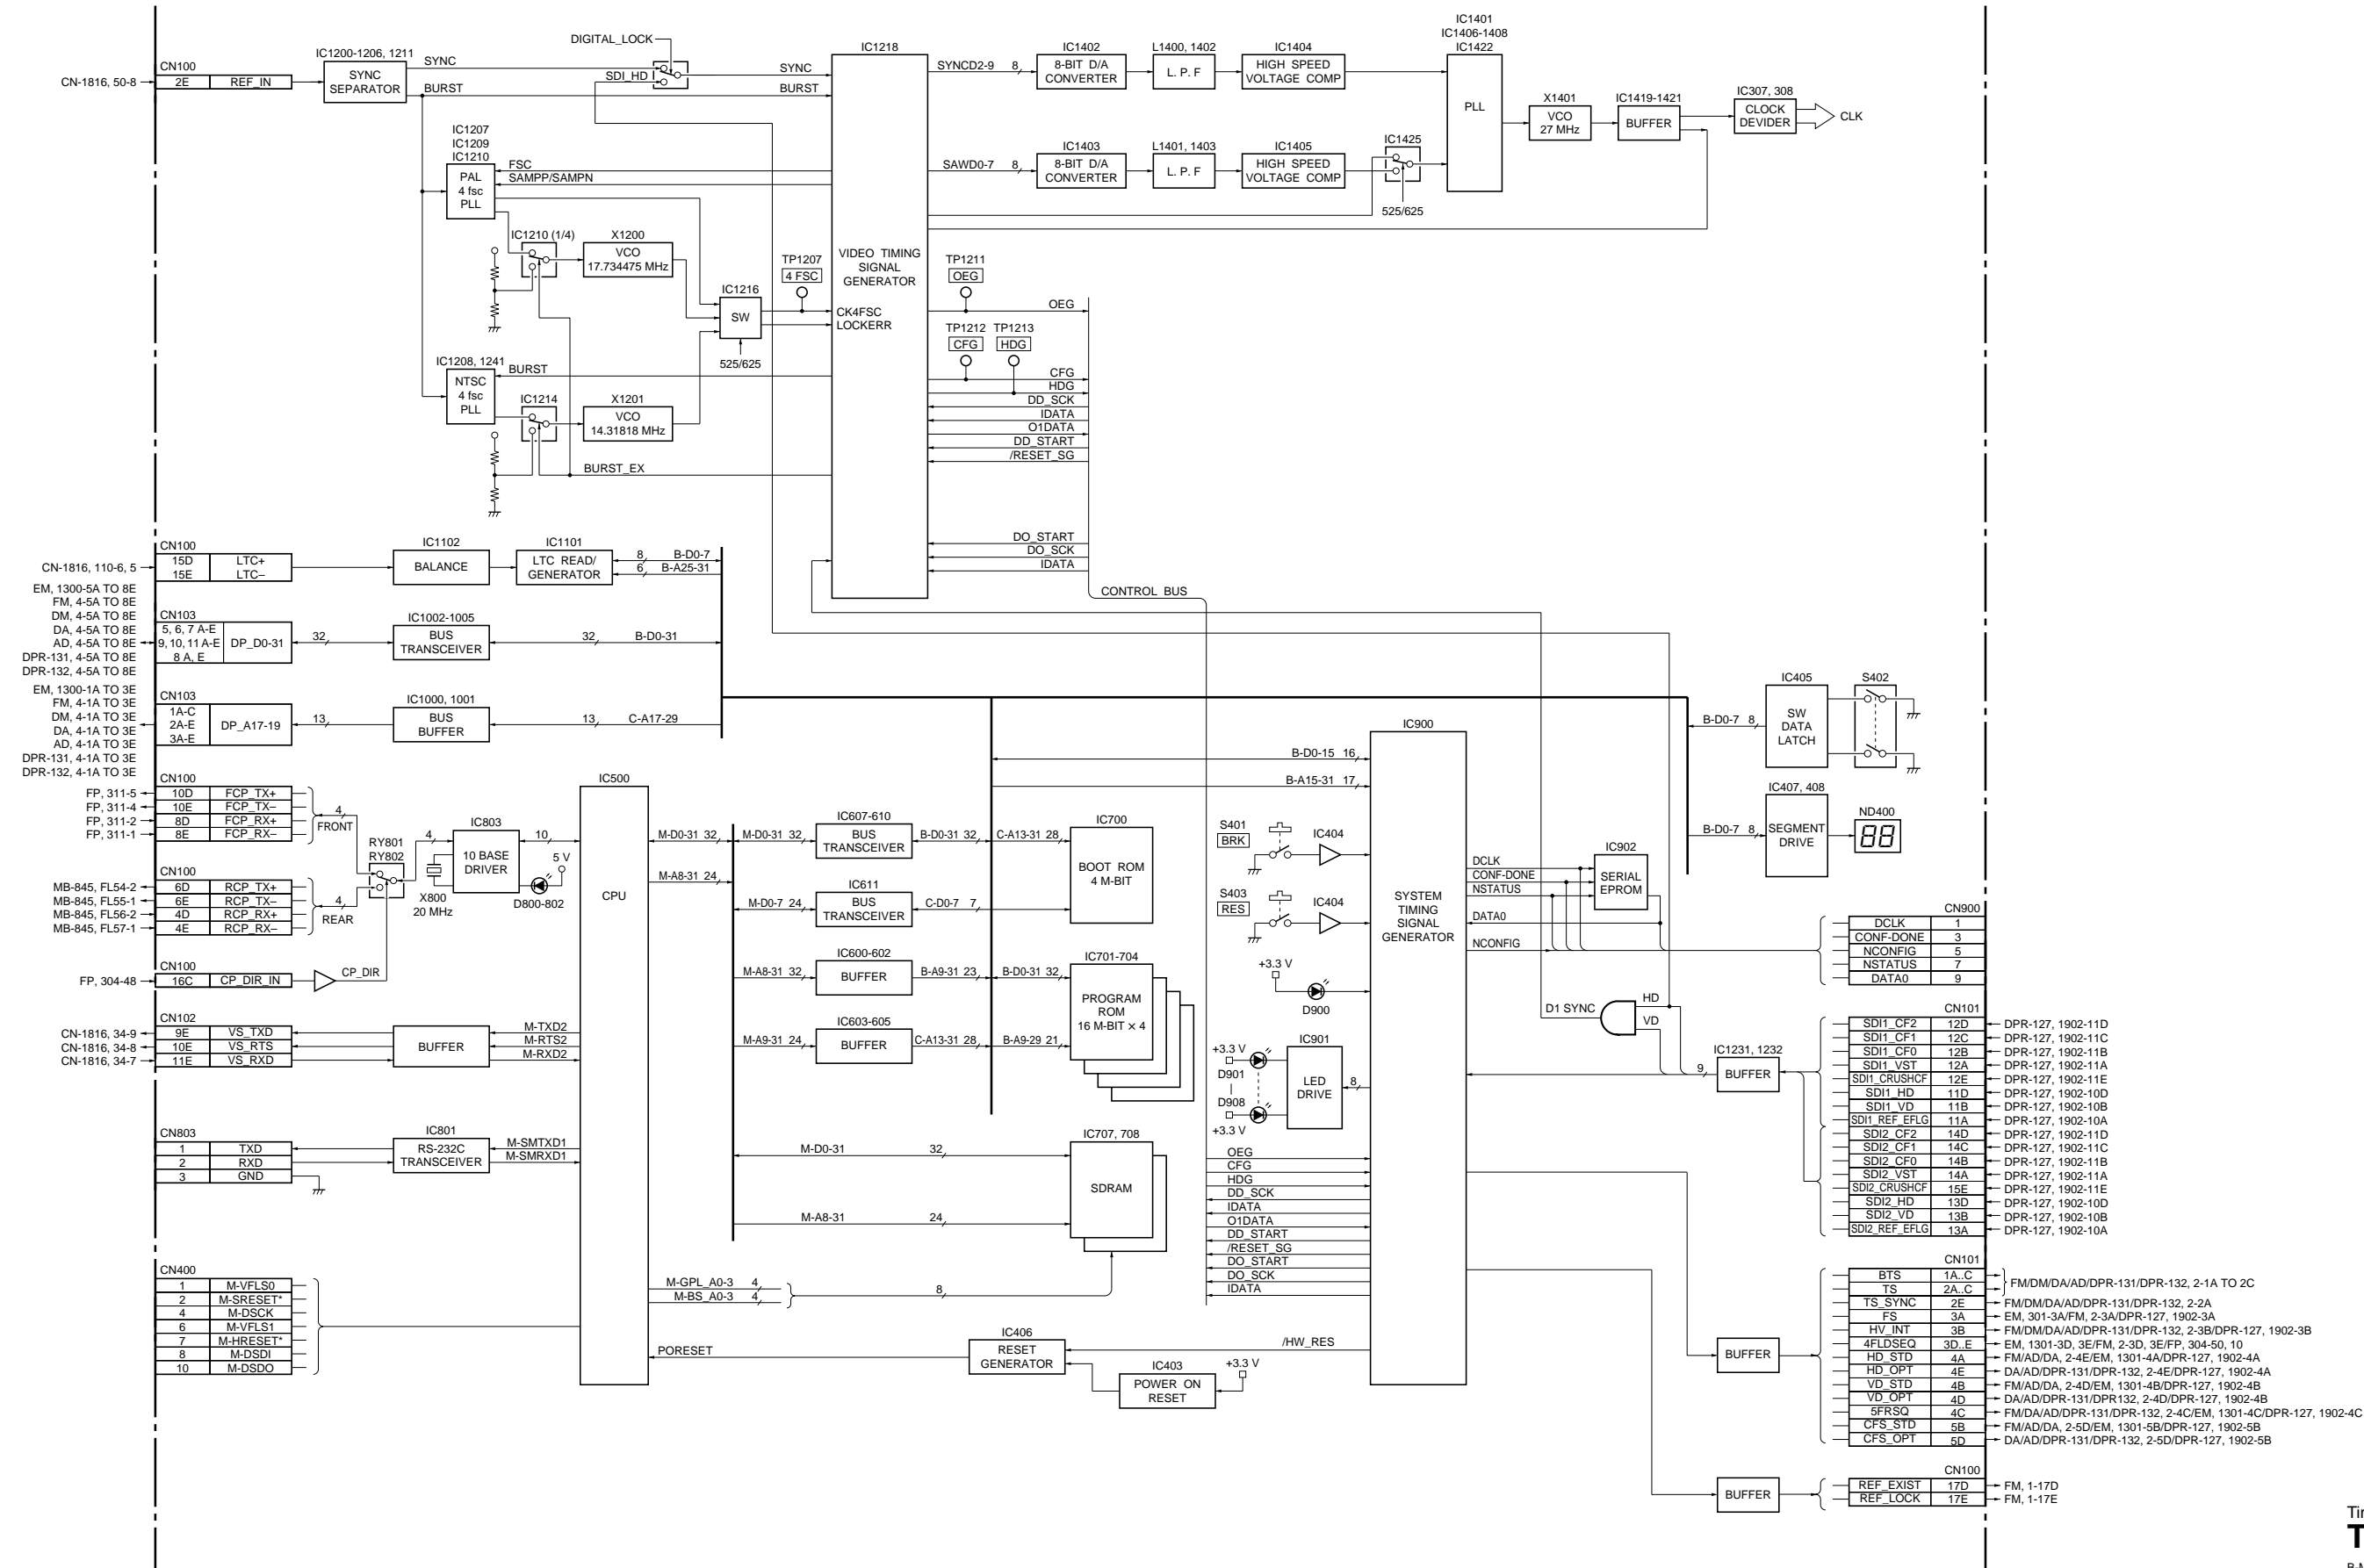 CN-1816, 50-8
CN100
2E REF_IN
IC1200-1206, 1211
SYNC
SEPARATOR
SYNC
BURST
DIGITAL_LOCK
SDI_HD
SYNC
BURST
IC1218
VIDEO TIMING
SIGNAL
GENERATOR
CK4FSC
LOCKERR
SYNCD2-9 8
IC1402
8-BIT D/A
CONVERTER
L1400, 1402
L. P. F
IC1404
HIGH SPEED
VOLTAGE COMP
IC1401
IC1406-1408
IC1422
PLL
X1401
VCO
27 MHz
IC1419-1421
BUFFER
IC307, 308
CLOCK
DEVIDER
CLK
SAWD0-7 8
IC1403
8-BIT D/A
CONVERTER
L1401, 1403
L. P. F
IC1405
HIGH SPEED
VOLTAGE COMP
IC1425
525/625
IC1207
IC1209
IC1210
PAL
4 fsc
PLL
FSC
SAMPP/SAMPN
IC1210 (1/4)
X1200
VCO
17.734475 MHz
IC1216
SW
525/625
TP1207
4 FSC
TP1211
OEG
TP1212 TP1213
CFG HDG
IC1208, 1241
NTSC
4 fsc
PLL
BURST
IC1214
X1201
VCO
14.31818 MHz
BURST_EX
OEG
CFG
HDG
DD_SCK
IDATA
O1DATA
DD_START
/RESET_SG
DO_START
DO_SCK
IDATA
CONTROL BUS
CN-1816, 110-6, 5
CN100
15D LTC+
15E LTC–
IC1102
BALANCE
IC1101
LTC READ/
GENERATOR
8 B-D0-7
6 B-A25-31
EM, 1300-5A TO 8E
FM, 4-5A TO 8E
DM, 4-5A TO 8E
DA, 4-5A TO 8E
AD, 4-5A TO 8E
DPR-131, 4-5A TO 8E
DPR-132, 4-5A TO 8E
CN103
5, 6, 7 A-E
9, 10, 11 A-E
8 A, E
DP_D0-31
32
IC1002-1005
BUS
TRANSCEIVER
32 B-D0-31
EM, 1300-1A TO 3E
FM, 4-1A TO 3E
DM, 4-1A TO 3E
DA, 4-1A TO 3E
AD, 4-1A TO 3E
DPR-131, 4-1A TO 3E
DPR-132, 4-1A TO 3E
CN103
1A-C
2A-E
3A-E
DP_A17-19
13
IC1000, 1001
BUS
BUFFER
13 C-A17-29
FP, 311-5
FP, 311-4
FP, 311-2
FP, 311-1
CN100
10D FCP_TX+
10E FCP_TX–
8D FCP_RX+
8E FCP_RX–
4
FRONT
MB-845, FL54-2
MB-845, FL55-1
MB-845, FL56-2
MB-845, FL57-1
CN100
6D RCP_TX+
6E RCP_TX–
4D RCP_RX+
4E RCP_RX–
4
REAR
RY801
RY802
4
IC803
10 BASE
DRIVER
X800
20 MHz
10
5 V
D800-802
FP, 304-48
CN100
16C CP_DIR_IN
CP_DIR
CN-1816, 34-9
CN-1816, 34-8
CN-1816, 34-7
CN102
9E VS_TXD
10E VS_RTS
11E VS_RXD
BUFFER
M-TXD2
M-RTS2
M-RXD2
CN803
1 TXD
2 RXD
3 GND
IC801
RS-232C
TRANSCEIVER
M-SMTXD1
M-SMRXD1
CN400
1 M-VFLS0
2 M-SRESET*
4 M-DSCK
6 M-VFLS1
7 M-HRESET*
8 M-DSDI
10 M-DSDO
IC500
CPU
M-D0-31 32
M-A8-31 24
M-D0-31 32
IC607-610
BUS
TRANSCEIVER
B-D0-31 32
C-A13-31 28
IC700
BOOT ROM
4 M-BIT
M-D0-7 24
IC611
BUS
TRANSCEIVER
C-D0-7 7
M-A8-31 32
IC600-602
BUFFER
B-A9-31 23
B-D0-31 32
IC701-704
PROGRAM
ROM
16 M-BIT × 4
M-A9-31 24
IC603-605
BUFFER
C-A13-31 28
B-A9-29 21
M-D0-31 32
IC707, 708
SDRAM
M-A8-31 24
M-GPL_A0-3 4
M-BS_A0-3 4
8
PORESET
IC406
RESET
GENERATOR
/HW_RES
IC403
POWER ON
RESET
+3.3 V
IC900
SYSTEM
TIMING
SIGNAL
GENERATOR
B-D0-15 16
B-A15-31 17
S401
BRK
IC404
S403
RES
IC404
+3.3 V
D900
+3.3 V
D901
D908
+3.3 V
IC901
LED
DRIVE
8
OEG
CFG
HDG
DD_SCK
IDATA
O1DATA
DD_START
/RESET_SG
DO_START
DO_SCK
IDATA
DCLK
CONF-DONE
NSTATUS
DATA0
NCONFIG
IC902
SERIAL
EPROM
B-D0-7 8
IC405
SW
DATA
LATCH
S402
B-D0-7 8
IC407, 408
SEGMENT
DRIVE
ND400
88
CN900
DCLK 1
CONF-DONE 3
NCONFIG 5
NSTATUS 7
DATA0 9
D1 SYNC
HD
VD
9
IC1231, 1232
BUFFER
CN101
SDI1_CF2 12D DPR-127, 1902-11D
SDI1_CF1 12C DPR-127, 1902-11C
SDI1_CF0 12B DPR-127, 1902-11B
SDI1_VST 12A DPR-127, 1902-11A
SDI1_CRUSHCF 12E DPR-127, 1902-11E
SDI1_HD 11D DPR-127, 1902-10D
SDI1_VD 11B DPR-127, 1902-10B
SDI1_REF_EFLG 11A DPR-127, 1902-10A
SDI2_CF2 14D DPR-127, 1902-11D
SDI2_CF1 14C DPR-127, 1902-11C
SDI2_CF0 14B DPR-127, 1902-11B
SDI2_VST 14A DPR-127, 1902-11A
SDI2_CRUSHCF 15E DPR-127, 1902-11E
SDI2_HD 13D DPR-127, 1902-10D
SDI2_VD 13B DPR-127, 1902-10B
SDI2_REF_EFLG 13A DPR-127, 1902-10A
BUFFER
CN101
BTS 1A..C
TS 2A..C
FM/DM/DA/AD/DPR-131/DPR-132, 2-1A TO 2C
TS_SYNC 2E FM/DM/DA/AD/DPR-131/DPR-132, 2-2A
FS 3A EM, 301-3A/FM, 2-3A/DPR-127, 1902-3A
HV_INT 3B FM/DM/DA/AD/DPR-131/DPR-132, 2-3B/DPR-127, 1902-3B
4FLDSEQ 3D..E EM, 1301-3D, 3E/FM, 2-3D, 3E/FP, 304-50, 10
HD_STD 4A FM/AD/DA, 2-4E/EM, 1301-4A/DPR-127, 1902-4A
HD_OPT 4E DA/AD/DPR-131/DPR-132, 2-4E/DPR-127, 1902-4A
VD_STD 4B FM/AD/DA, 2-4D/EM, 1301-4B/DPR-127, 1902-4B
VD_OPT 4D DA/AD/DPR-131/DPR132, 2-4D/DPR-127, 1902-4B
5FRSQ 4C FM/DA/AD/DPR-131/DPR-132, 2-4C/EM, 1301-4C/DPR-127, 1902-4C
CFS_STD 5B FM/AD/DA, 2-5D/EM, 1301-5B/DPR-127, 1902-5B
CFS_OPT 5D DA/AD/DPR-131/DPR-132, 2-5D/DPR-127, 1902-5B
BUFFER
CN100
REF_EXIST 17D FM, 1-17D
REF_LOCK 17E FM, 1-17E